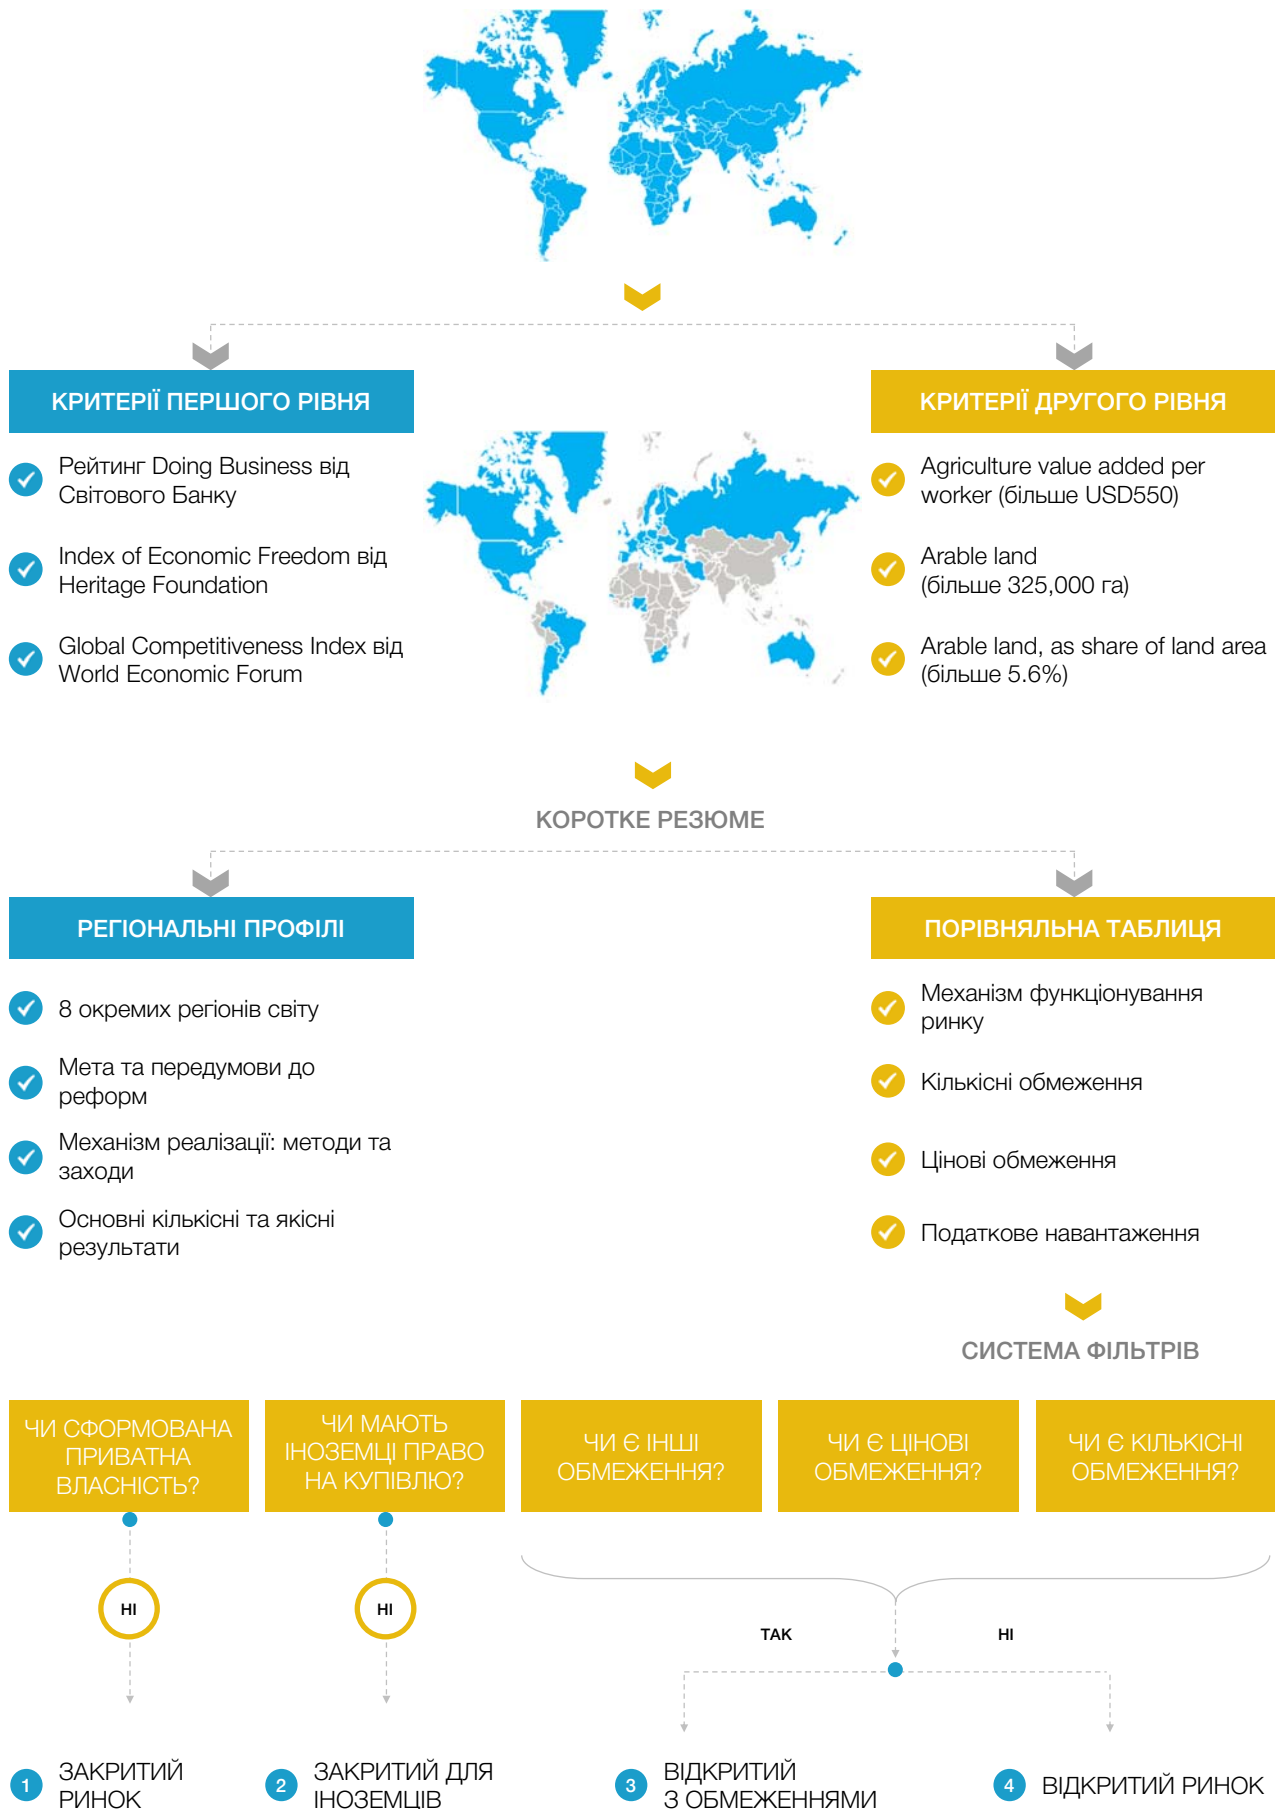 КРИТЕРІЇ ПЕРШОГО РІВНЯ
Рейтинг Doing Business від
Світового Банку
Index of Economic Freedom від
Heritage Foundation
Global Competitiveness Index від
World Economic Forum
КРИТЕРІЇ ДРУГОГО РІВНЯ
Agriculture value added per
worker (більше USD550)
Arable land
(більше 325,000 га)
Arable land, as share of land area
(більше 5.6%)
КОРОТКЕ РЕЗЮМЕ
РЕГІОНАЛЬНІ ПРОФІЛІ
8 окремих регіонів світу
Мета та передумови до
реформ
Механізм реалізації: методи та
заходи
Основні кількісні та якісні
результати
ПОРІВНЯЛЬНА ТАБЛИЦЯ
Механізм функціонування
ринку
Кількісні обмеження
Цінові обмеження
Податкове навантаження
СИСТЕМА ФІЛЬТРІВ
ЧИ СФОРМОВАНА
ПРИВАТНА
ВЛАСНІСТЬ?
ЧИ МАЮТЬ
ІНОЗЕМЦІ ПРАВО
НА КУПІВЛЮ?
ЧИ Є ІНШІ
ОБМЕЖЕННЯ?
ЧИ Є ЦІНОВІ
ОБМЕЖЕННЯ?
ЧИ Є КІЛЬКІСНІ
ОБМЕЖЕННЯ?
НІ
НІ
ТАК
НІ
1 ЗАКРИТИЙ
РИНОК
2 ЗАКРИТИЙ ДЛЯ
ІНОЗЕМЦІВ
3 ВІДКРИТИЙ
З ОБМЕЖЕННЯМИ
4 ВІДКРИТИЙ РИНОК